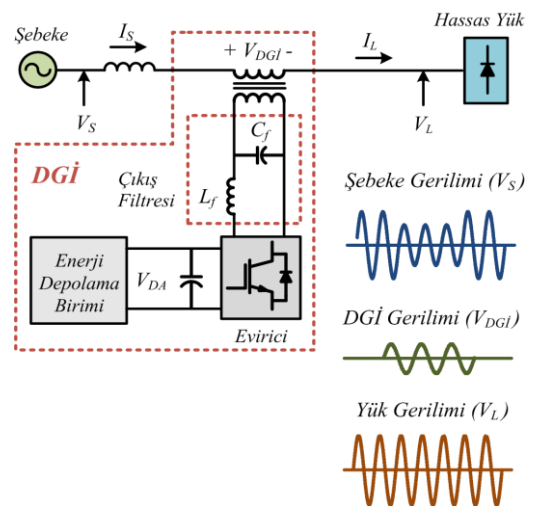 Şebeke
I_S
+ V_DGİ -
I_L
Hassas Yük
V_S
V_L
C_f
DGİ
Çıkış
Filtresi
L_f
Enerji
Depolama
Birimi
V_DA
Evirici
Şebeke Gerilimi (V_S)
DGİ Gerilimi (V_DGİ)
Yük Gerilimi (V_L)